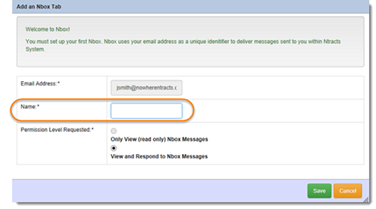 Add an Nbox Tab
Welcome to Nbox!
You must set up your first Nbox, Nbox uses your email address as a unique identifier to deliver messages sent to you within Ntracts
System.
Email Address:*
jsmith@nowherentracts.c
Name:*
Permission Level Requested:*
Only View (read only) Nbox Messages
View and Respond to Nbox Messages
Save
Cancel